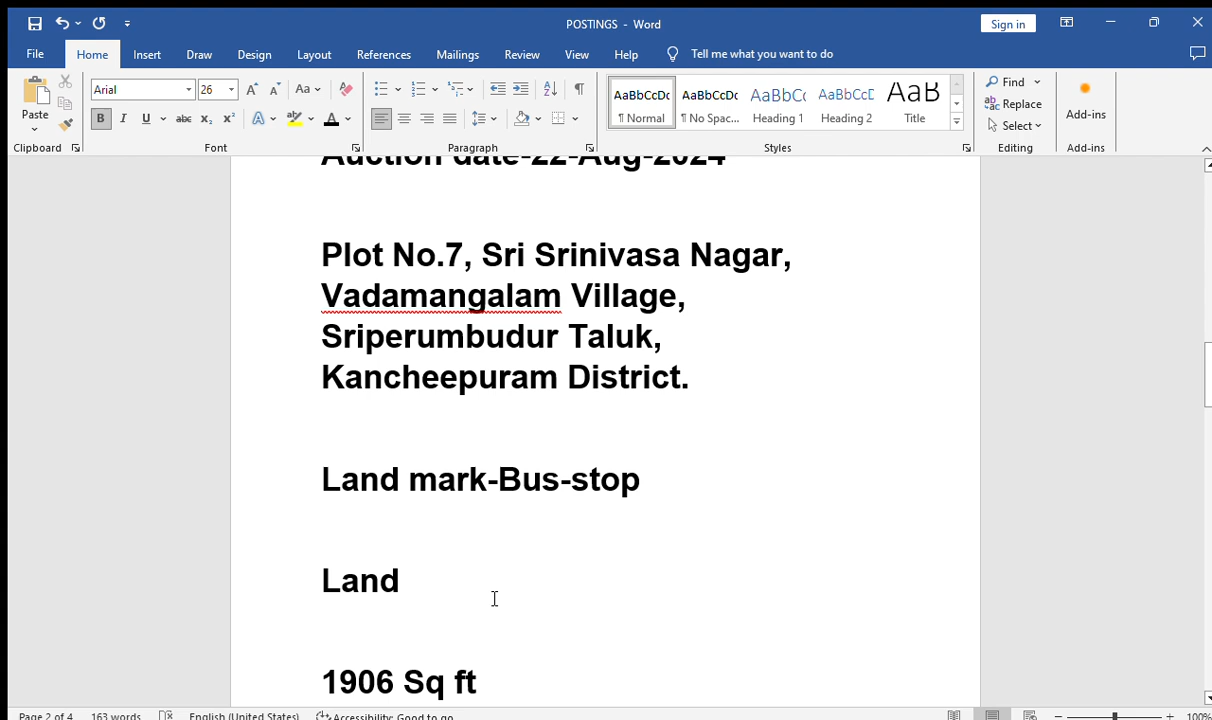 POSTINGS - Word
Sign in
File Home Insert Draw Design Layout References Mailings Review View Help Tell me what you want to do
Paste
Arial 26 Aa
B I U abc x₂ x² A A
AaBbCcDc AaBbCcDc AaBbCc AaBbCcC AaB
¶ Normal ¶ No Spac... Heading 1 Heading 2 Title
Find
Replace
Select
Add-ins
Clipboard Font Paragraph Styles Editing Add-ins
Auction date-22-Aug-2024
Plot No.7, Sri Srinivasa Nagar,
Vadamangalam Village,
Sriperumbudur Taluk,
Kancheepuram District.
Land mark-Bus-stop
Land
1906 Sq ft
Page 2 of 4 163 words English (United States) Accessibility: Good to go 100%